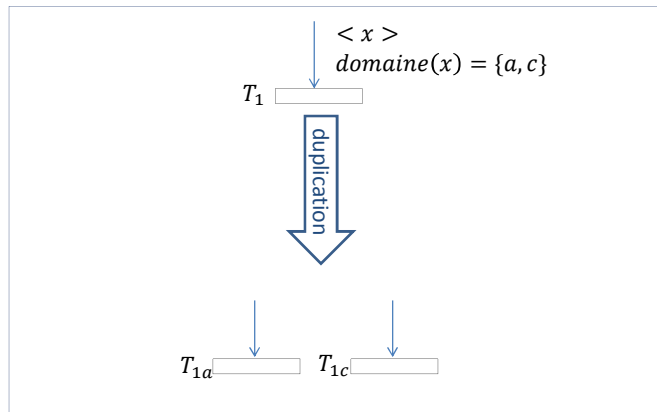 < x >
domaine(x) = {a, c}
T₁
duplication
T₁ₐ
T₁c